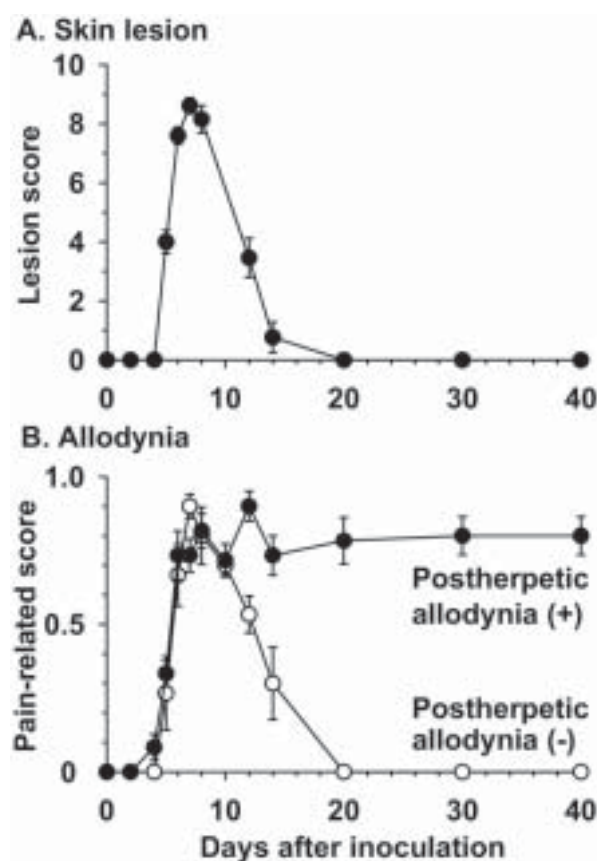 A. Skin lesion
10
8
6
4
2
0
Lesion score
0 10 20 30 40
B. Allodynia
1.0
0.5
0
Pain-related score
Postherpetic
allodynia (+)
Postherpetic
allodynia (-)
0 10 20 30 40
Days after inoculation